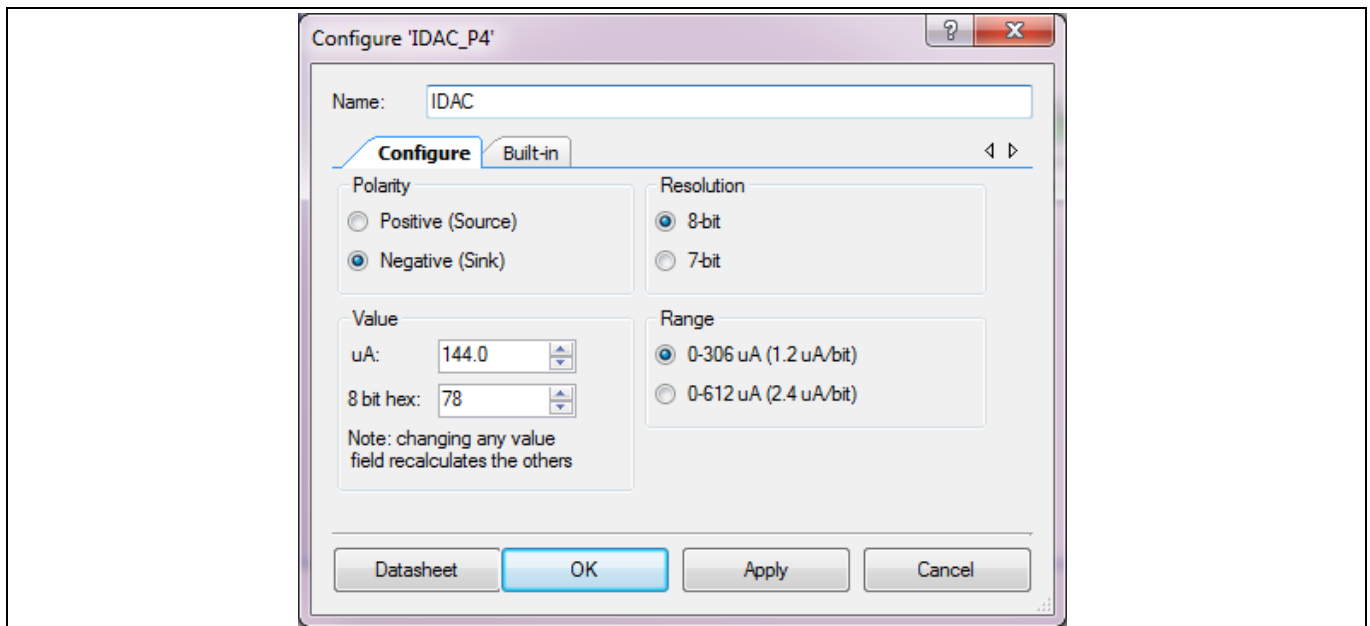 Configure 'IDAC_P4'
Name: IDAC
Configure Built-in
Polarity
Positive (Source)
Negative (Sink)
Resolution
8-bit
7-bit
Value
uA: 144.0
8 bit hex: 78
Note: changing any value
field recalculates the others
Range
0-306 uA (1.2 uA/bit)
0-612 uA (2.4 uA/bit)
Datasheet OK Apply Cancel